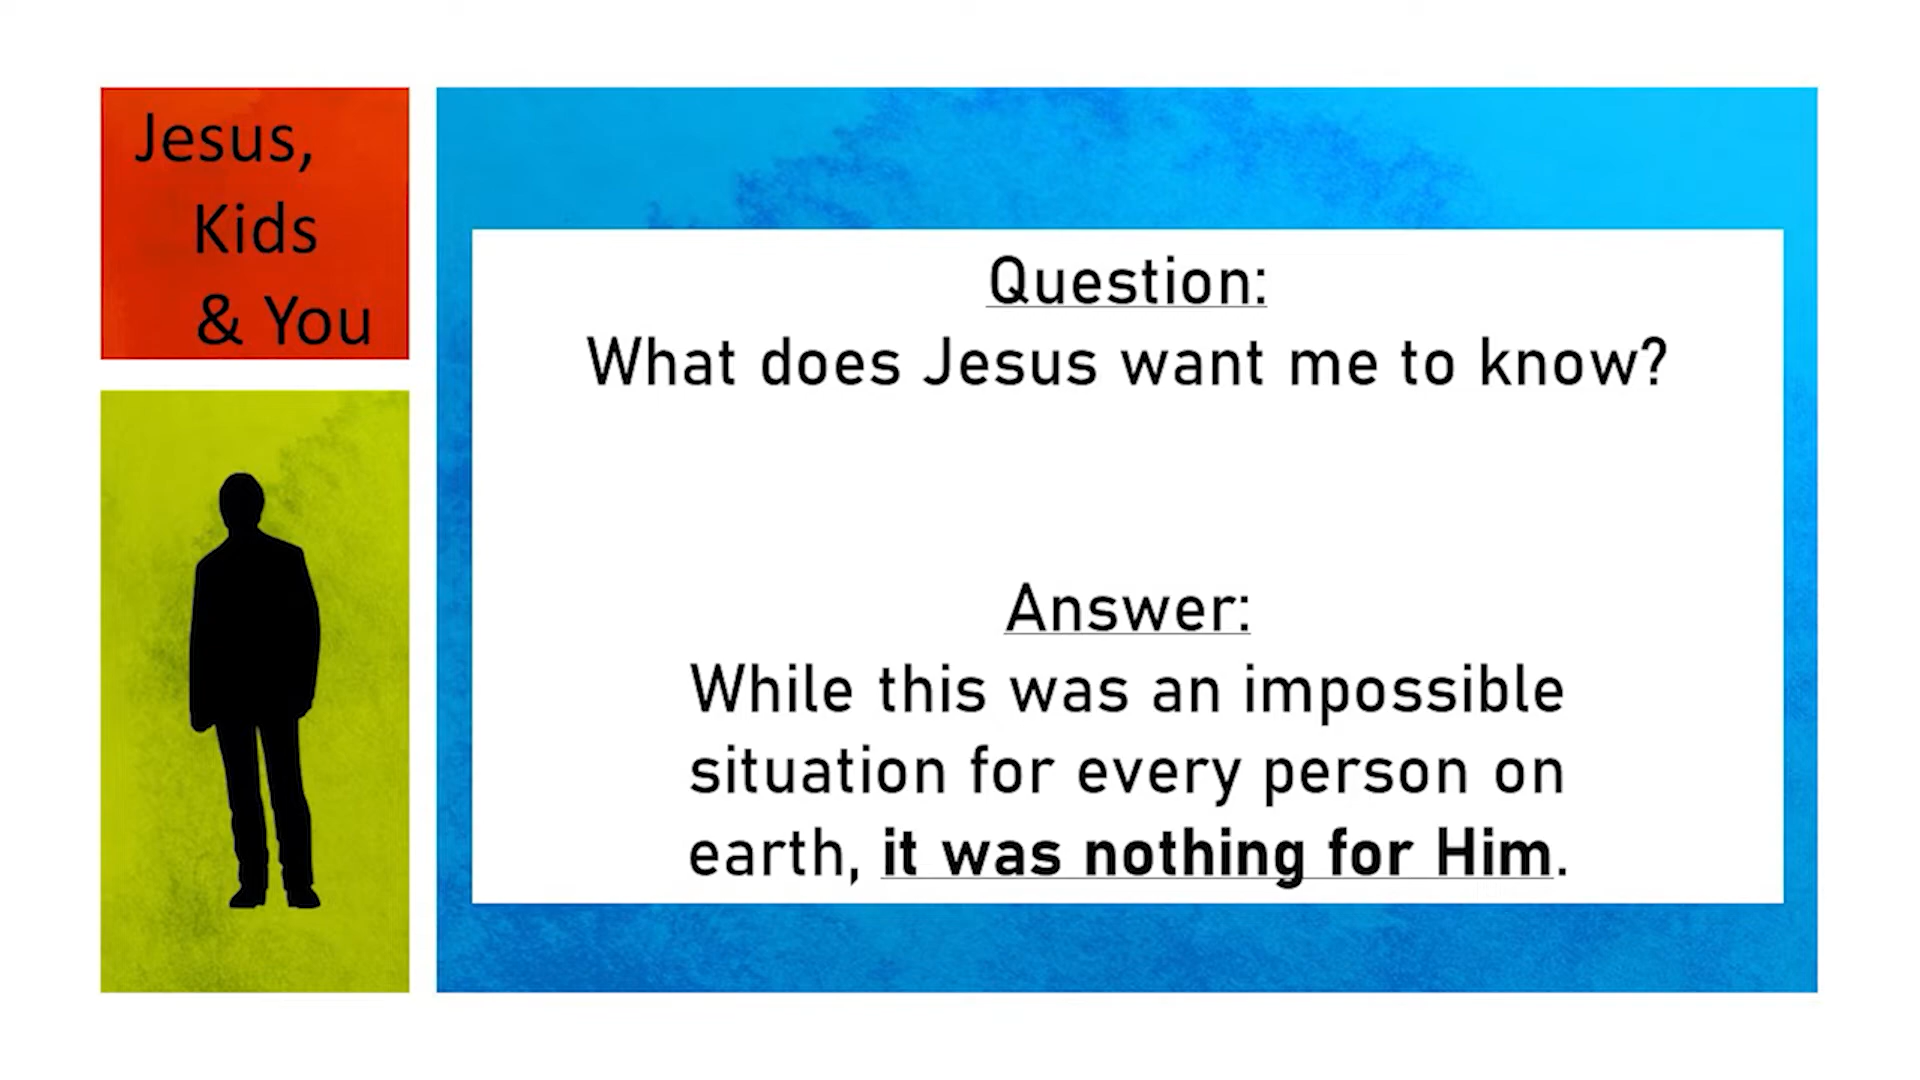 Jesus,
Kids
& You
Question:
What does Jesus want me to know?
Answer:
While this was an impossible
situation for every person on
earth, it was nothing for Him.